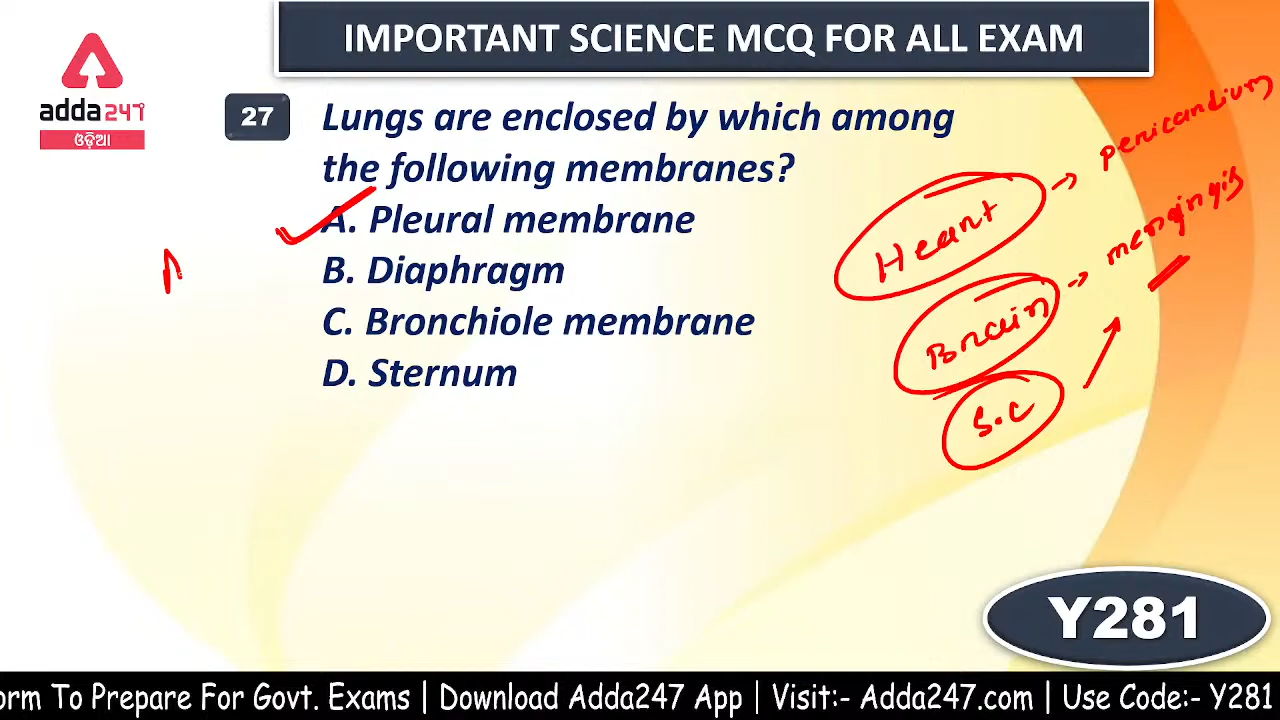 IMPORTANT SCIENCE MCQ FOR ALL EXAM
adda247
ଓଡ଼ିଆ
27
Lungs are enclosed by which among
the following membranes?
A. Pleural membrane
B. Diaphragm
C. Bronchiole membrane
D. Sternum
Heart → pericardium
Brain →
S.C
Y281
orm To Prepare For Govt. Exams | Download Adda247 App | Visit:- Adda247.com | Use Code:- Y281